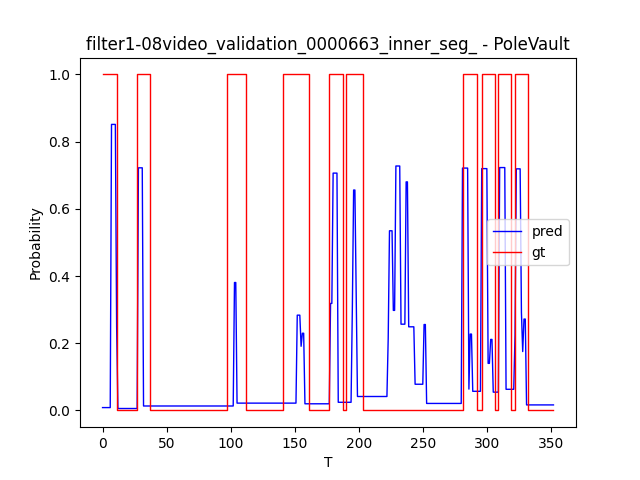 filter1-08video_validation_0000663_inner_seg_ - PoleVault
1.0
0.8
0.6
0.4
0.2
0.0
Probability
pred
gt
0 50 100 150 200 250 300 350
T